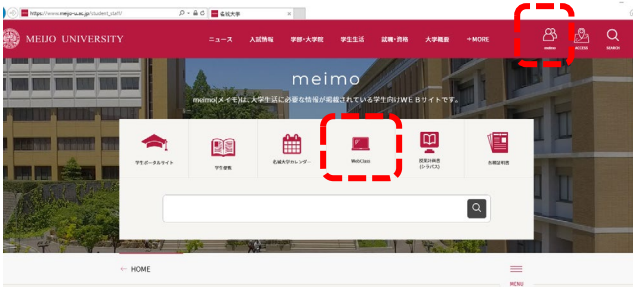 https://www.meijo-u.ac.jp/student_staff/
名城大学
MEIJO UNIVERSITY
ニュース 入試情報 学部・大学院 学生生活 就職・資格 大学概要 +MORE
meimo ACCESS SEARCH
meimo
meimo(メイモ)は、大学生活に必要な情報が掲載されている学生向けWEBサイトです。
学生ポータルサイト
学生便覧
名城大学カレンダー
WebClass
授業計画書
(シラバス)
各種証明書
← HOME
MENU